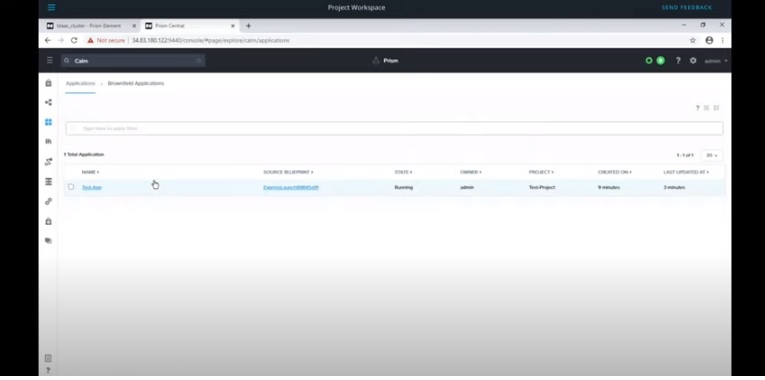 Project Workspace
SEND FEEDBACK
Prism Element
Prism Central
Not secure
34.83.180.122:9440/console/#page/explore/calm/applications
Calm
Prism
?
admin
Applications
Brownfield Applications
?
Type here to apply filter
1 Total Application
1 - 1 of 1
20
NAME
SOURCE BLUEPRINT
STATE
OWNER
PROJECT
CREATED ON
LAST UPDATED AT
Test-App
Running
admin
Test-Project
9 minutes
3 minutes
?